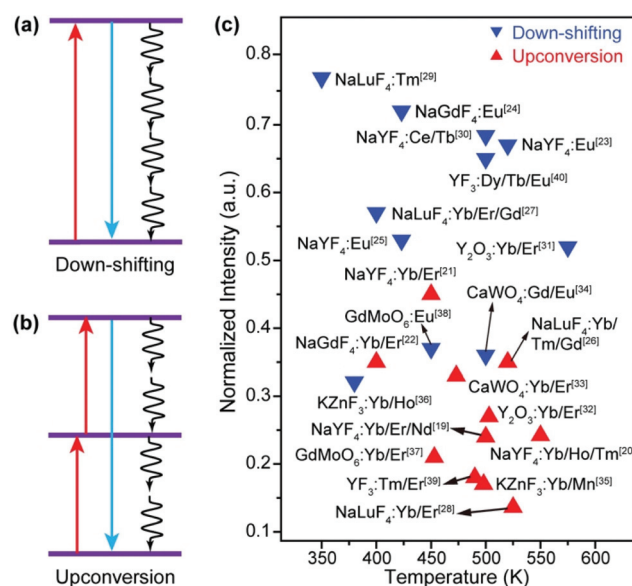 (a)
Down-shifting
(b)
Upconversion
(c)
Down-shifting
Upconversion
Normalized Intensity (a.u.)
0.8
0.7
0.6
0.5
0.4
0.3
0.2
0.1
NaLuF₄:Tm[29]
NaGdF₄:Eu[24]
NaYF₄:Ce/Tb[30]
NaYF₄:Eu[23]
YF₃:Dy/Tb/Eu[40]
NaLuF₄:Yb/Er/Gd[27]
NaYF₄:Eu[25]
Y₂O₃:Yb/Er[31]
NaYF₄:Yb/Er[21]
CaWO₄:Gd/Eu[34]
GdMoO₆:Eu[38]
NaLuF₄:Yb/
Tm/Gd[26]
NaGdF₄:Yb/Er[22]
CaWO₄:Yb/Er[33]
KZnF₃:Yb/Ho[36]
Y₂O₃:Yb/Er[32]
NaYF₄:Yb/Er/Nd[19]
GdMoO₆:Yb/Er[37]
NaYF₄:Yb/Ho/Tm[20
YF₃:Tm/Er[39]
KZnF₃:Yb/Mn[35]
NaLuF₄:Yb/Er[28]
350 400 450 500 550 600
Temperature (K)